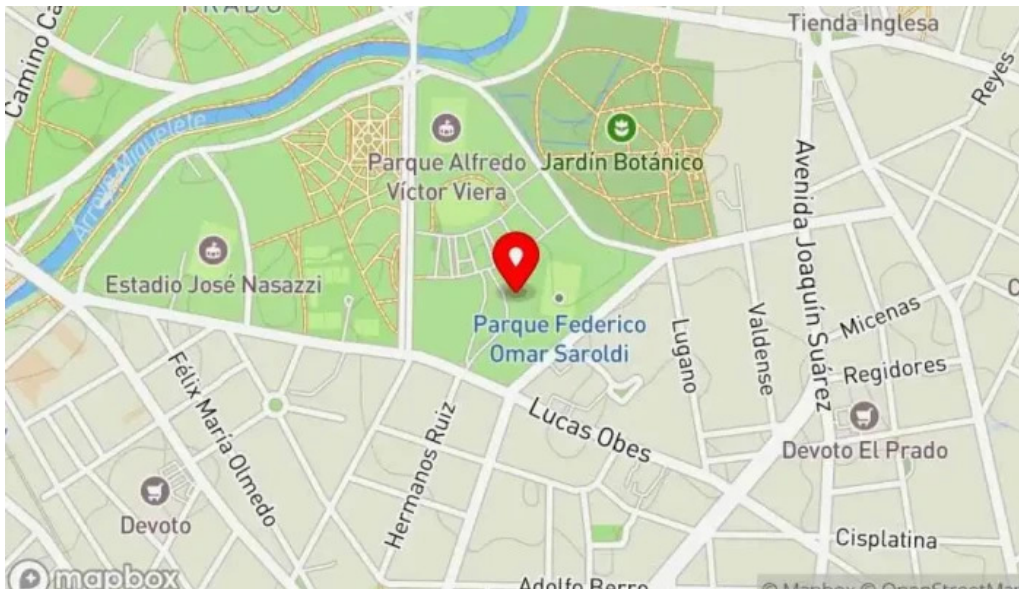 PRADO
Tienda Inglesa
Camino Ca
Reyes
Arroyo Miguelete
Parque Alfredo
Víctor Viera
Jardín Botánico
Avenida Joaquín Suárez
Estadio José Nasazzi
Parque Federico
Omar Saroldi
Lugano
Valdense
Micenas
C
Regidores
Félix María Olmedo
Hermanos Ruiz
Lucas Obes
Devoto El Prado
Devoto
Cisplatina
Adolfo Berro
mapbox
© Mapbox © OpenStreetMap